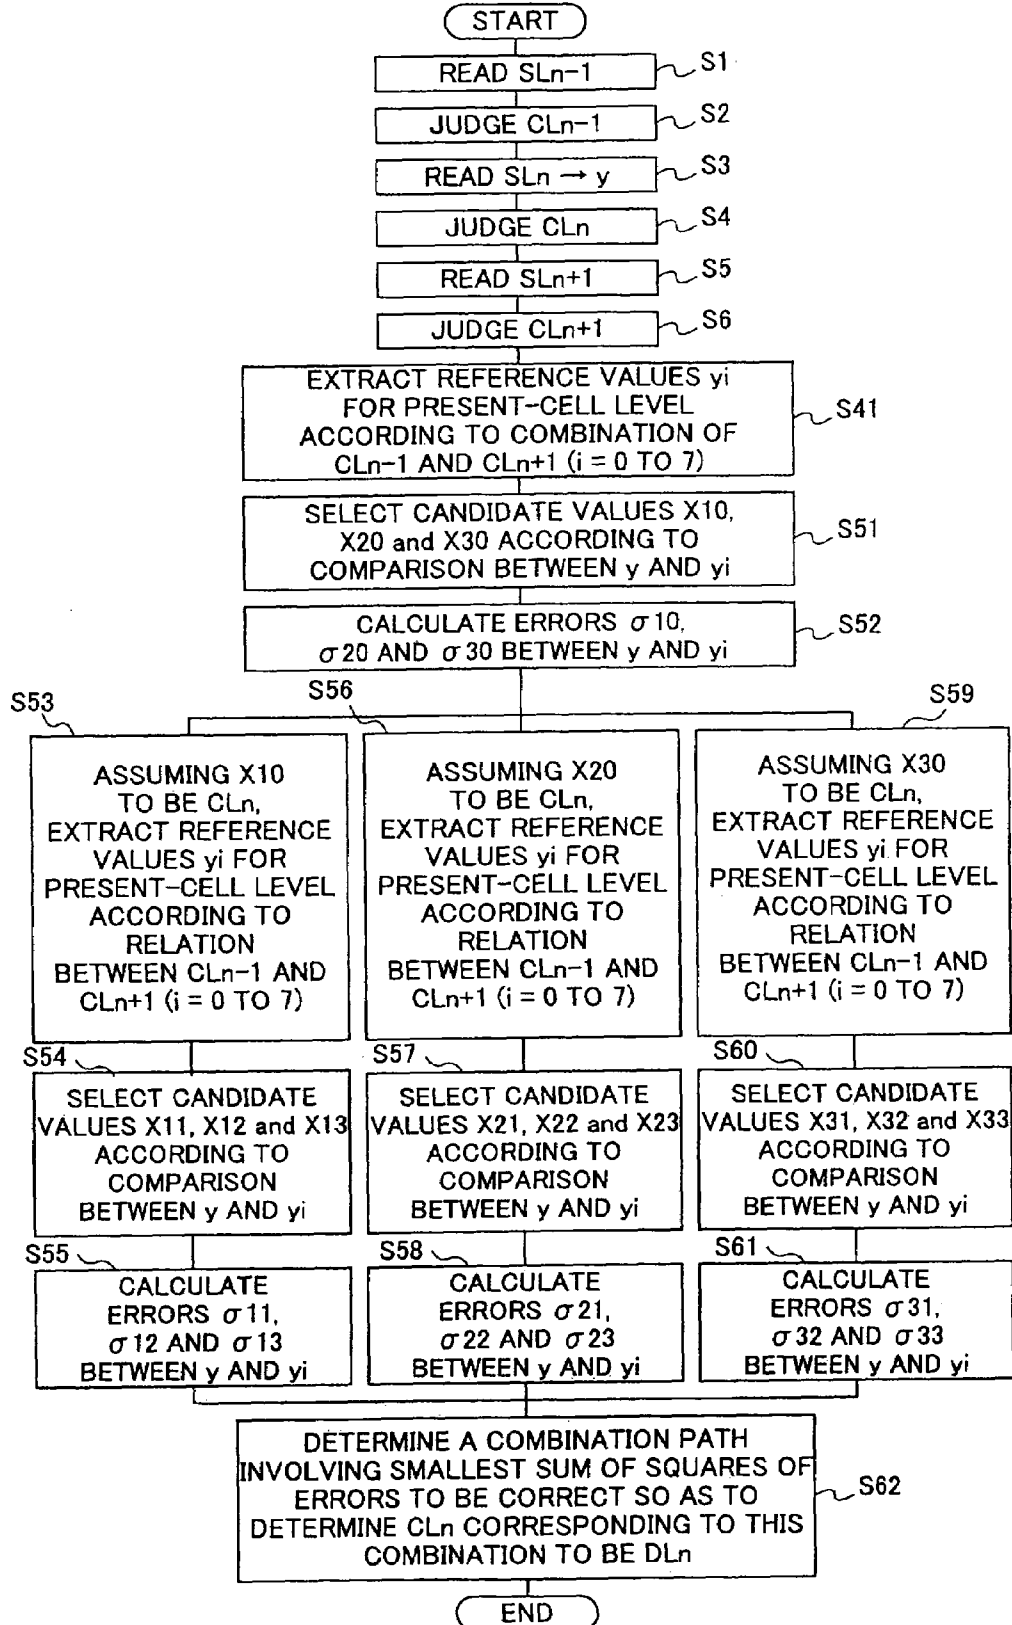 START
READ SLn-1
S1
JUDGE CLn-1
S2
READ SLn → y
S3
JUDGE CLn
S4
READ SLn+1
S5
JUDGE CLn+1
S6
EXTRACT REFERENCE VALUES yi
FOR PRESENT-CELL LEVEL
ACCORDING TO COMBINATION OF
CLn-1 AND CLn+1 (i = 0 TO 7)
S41
SELECT CANDIDATE VALUES X10,
X20 and X30 ACCORDING TO
COMPARISON BETWEEN y AND yi
S51
CALCULATE ERRORS σ10,
σ20 AND σ30 BETWEEN y AND yi
S52
S53
ASSUMING X10
TO BE CLn,
EXTRACT REFERENCE
VALUES yi FOR
PRESENT-CELL LEVEL
ACCORDING TO
RELATION
BETWEEN CLn-1 AND
CLn+1 (i = 0 TO 7)
S54
SELECT CANDIDATE
VALUES X11, X12 and X13
ACCORDING TO
COMPARISON
BETWEEN y AND yi
S55
CALCULATE
ERRORS σ11,
σ12 AND σ13
BETWEEN y AND yi
S56
ASSUMING X20
TO BE CLn,
EXTRACT REFERENCE
VALUES yi FOR
PRESENT-CELL LEVEL
ACCORDING TO
RELATION
BETWEEN CLn-1 AND
CLn+1 (i = 0 TO 7)
S57
SELECT CANDIDATE
VALUES X21, X22 and X23
ACCORDING TO
COMPARISON
BETWEEN y AND yi
S58
CALCULATE
ERRORS σ21,
σ22 AND σ23
BETWEEN y AND yi
S59
ASSUMING X30
TO BE CLn,
EXTRACT REFERENCE
VALUES yi FOR
PRESENT-CELL LEVEL
ACCORDING TO
RELATION
BETWEEN CLn-1 AND
CLn+1 (i = 0 TO 7)
S60
SELECT CANDIDATE
VALUES X31, X32 and X33
ACCORDING TO
COMPARISON
BETWEEN y AND yi
S61
CALCULATE
ERRORS σ31,
σ32 AND σ33
BETWEEN y AND yi
DETERMINE A COMBINATION PATH
INVOLVING SMALLEST SUM OF SQUARES OF
ERRORS TO BE CORRECT SO AS TO
DETERMINE CLn CORRESPONDING TO THIS
COMBINATION TO BE DLn
S62
END